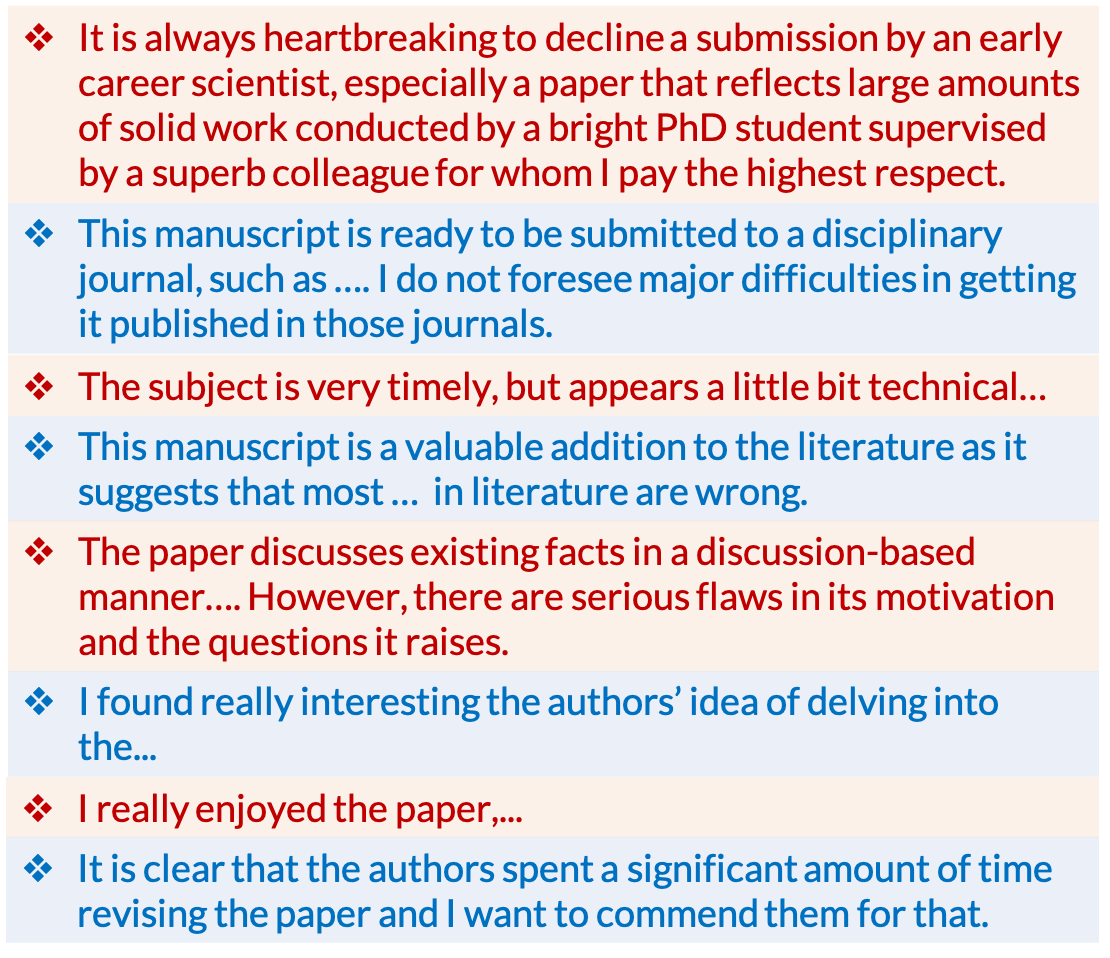 ❖ It is always heartbreaking to decline a submission by an early
career scientist, especially a paper that reflects large amounts
of solid work conducted by a bright PhD student supervised
by a superb colleague for whom I pay the highest respect.
❖ This manuscript is ready to be submitted to a disciplinary
journal, such as .... I do not foresee major difficulties in getting
it published in those journals.
❖ The subject is very timely, but appears a little bit technical...
❖ This manuscript is a valuable addition to the literature as it
suggests that most ... in literature are wrong.
❖ The paper discusses existing facts in a discussion-based
manner.... However, there are serious flaws in its motivation
and the questions it raises.
❖ I found really interesting the authors’ idea of delving into
the...
❖ I really enjoyed the paper,...
❖ It is clear that the authors spent a significant amount of time
revising the paper and I want to commend them for that.